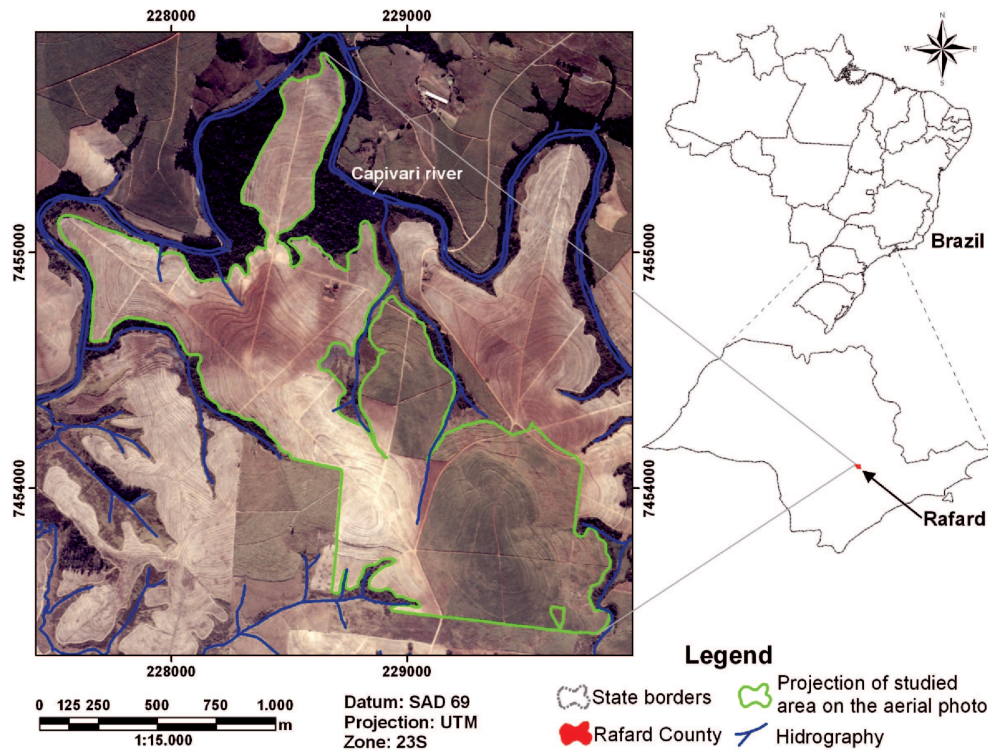 228000
229000
N
W
E
S
Capivari river
7455000
7455000
Brazil
7454000
7454000
Rafard
228000
229000
Legend
0 125 250 500 750 1.000
m
1:15.000
Datum: SAD 69
Projection: UTM
Zone: 23S
State borders
Projection of studied
area on the aerial photo
Rafard County
Hidrography